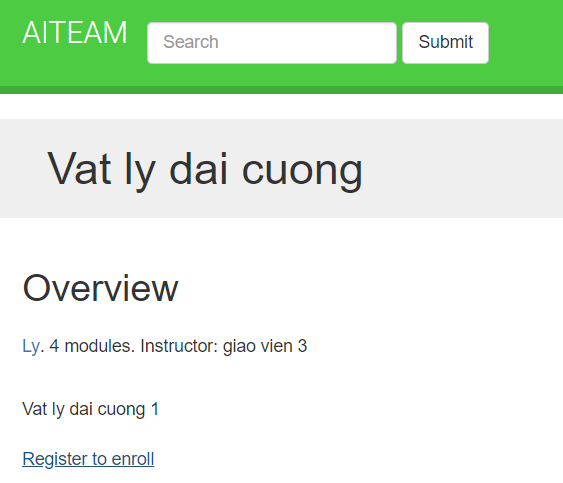 AITEAM Search Submit
Vat ly dai cuong
Overview
Ly. 4 modules. Instructor: giao vien 3
Vat ly dai cuong 1
Register to enroll